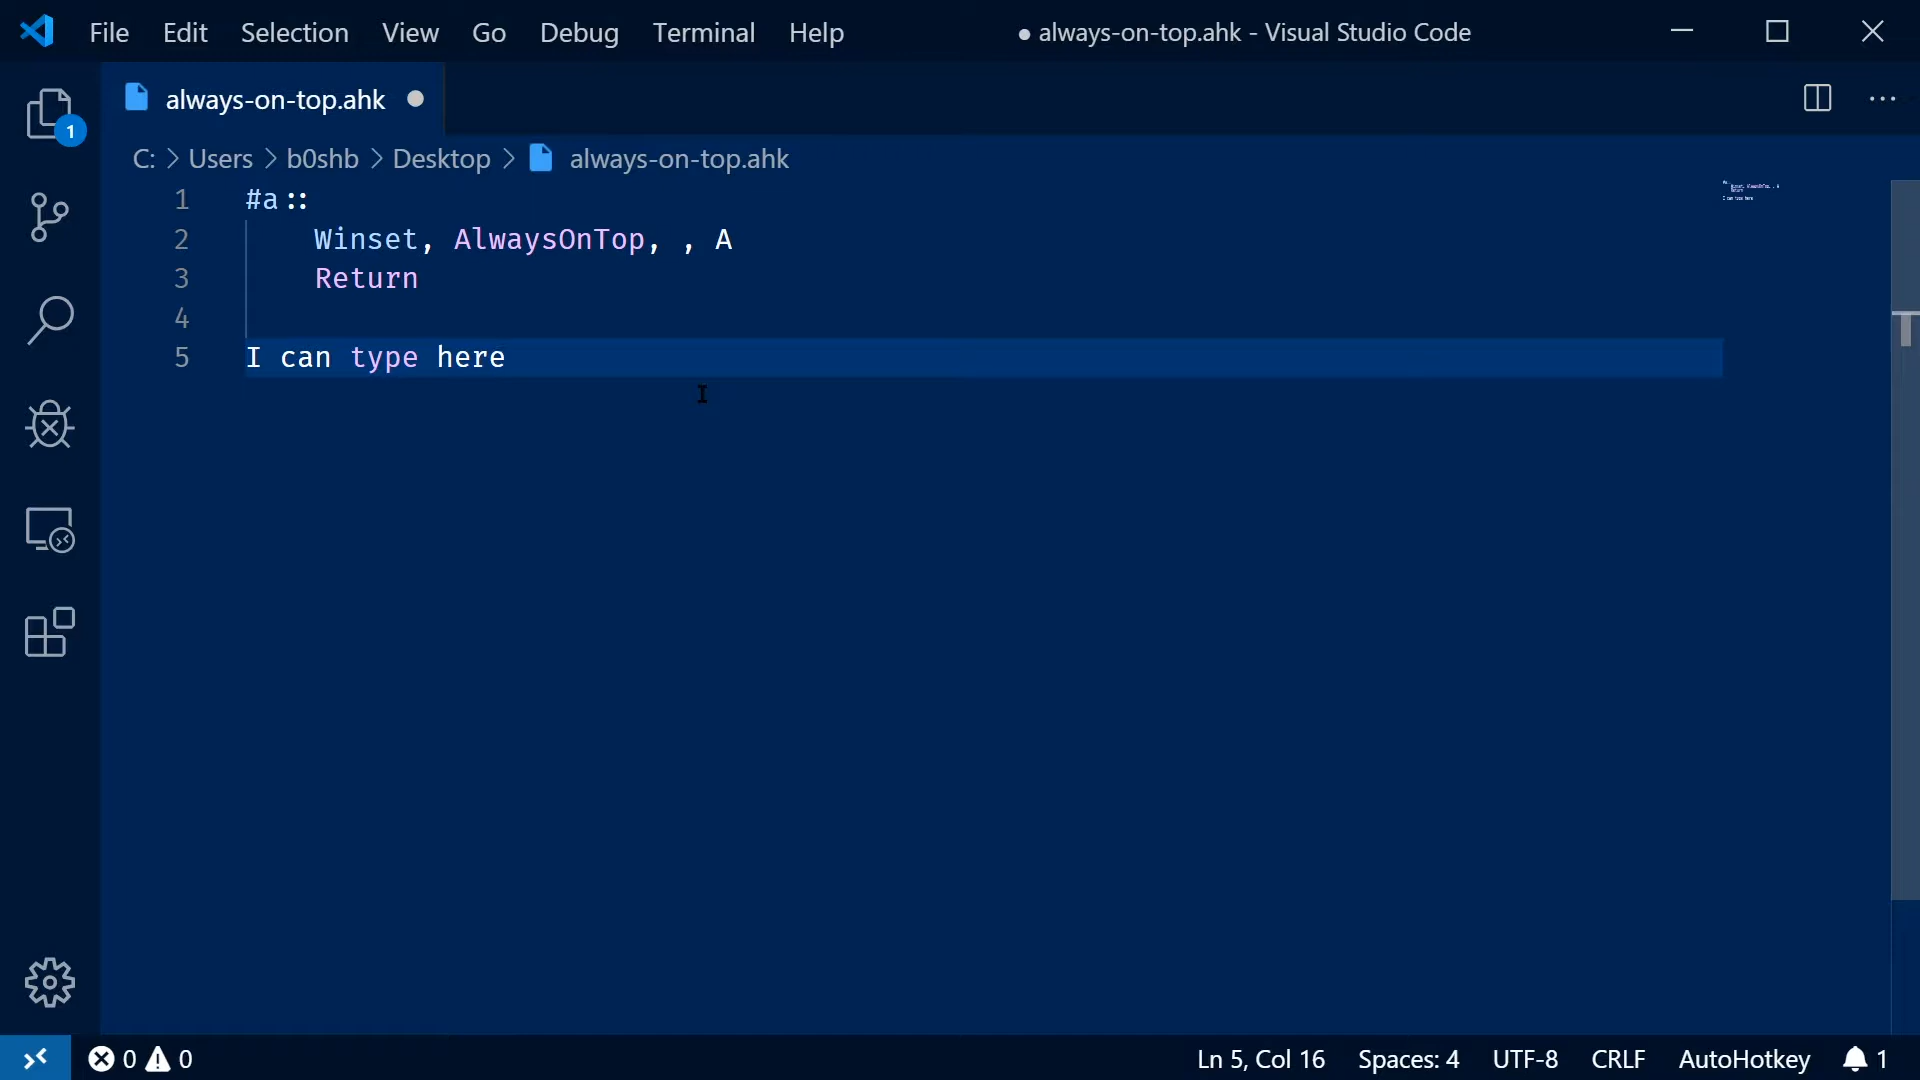 File Edit Selection View Go Debug Terminal Help ● always-on-top.ahk - Visual Studio Code
always-on-top.ahk ●
C: > Users > b0shb > Desktop > always-on-top.ahk
1 #a::
2 Winset, AlwaysOnTop, , A
3 Return
4
5 I can type here
1
0 0 Ln 5, Col 16 Spaces: 4 UTF-8 CRLF AutoHotkey 1